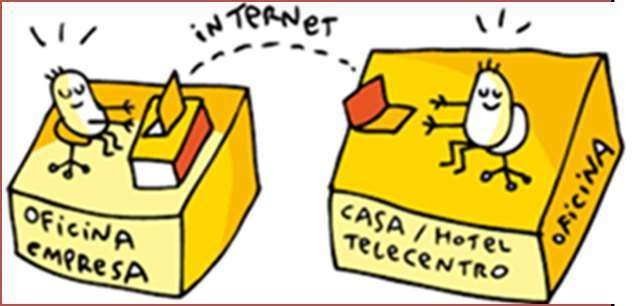 iNTERNET
OFiCiNA
EMPRESA
CASA / HOTEL
TELECENTRO
OFiCiNA